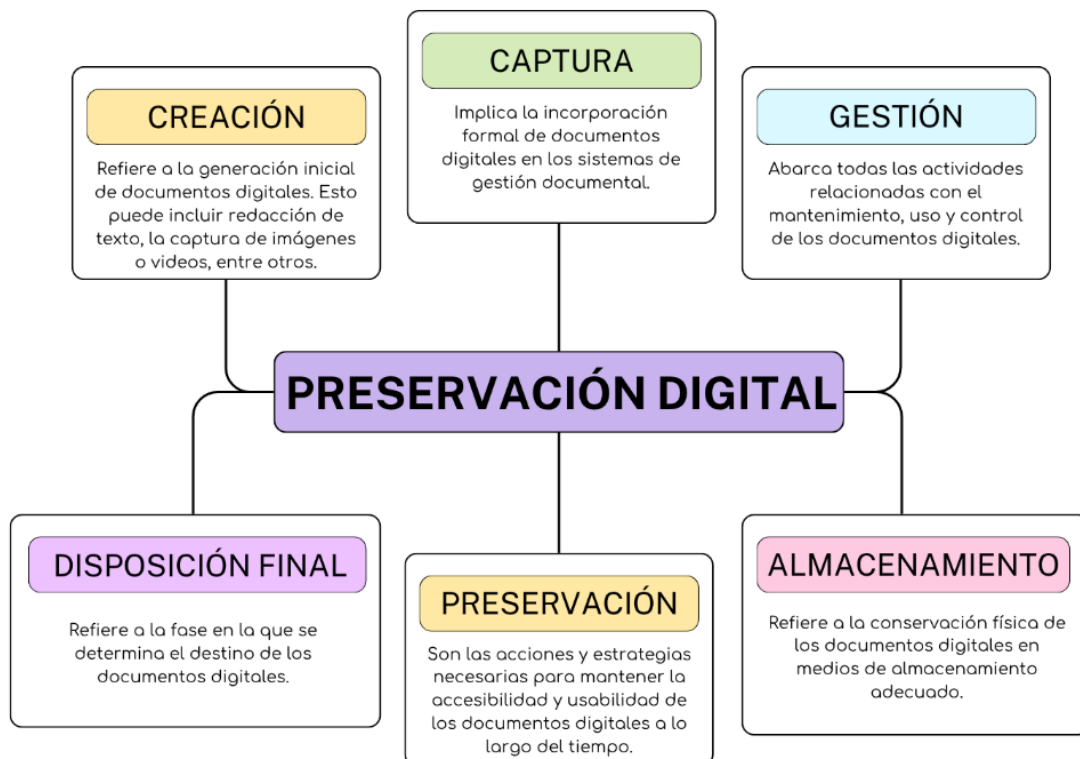 CREACIÓN
Refiere a la generación inicial
de documentos digitales. Esto
puede incluir redacción de
texto, la captura de imágenes
o videos, entre otros.
CAPTURA
Implica la incorporación
formal de documentos
digitales en los sistemas de
gestión documental.
GESTIÓN
Abarca todas las actividades
relacionadas con el
mantenimiento, uso y control
de los documentos digitales.
PRESERVACIÓN DIGITAL
DISPOSICIÓN FINAL
Refiere a la fase en la que se
determina el destino de los
documentos digitales.
PRESERVACIÓN
Son las acciones y estrategias
necesarias para mantener la
accesibilidad y usabilidad de
los documentos digitales a lo
largo del tiempo.
ALMACENAMIENTO
Refiere a la conservación física de
los documentos digitales en
medios de almacenamiento
adecuado.